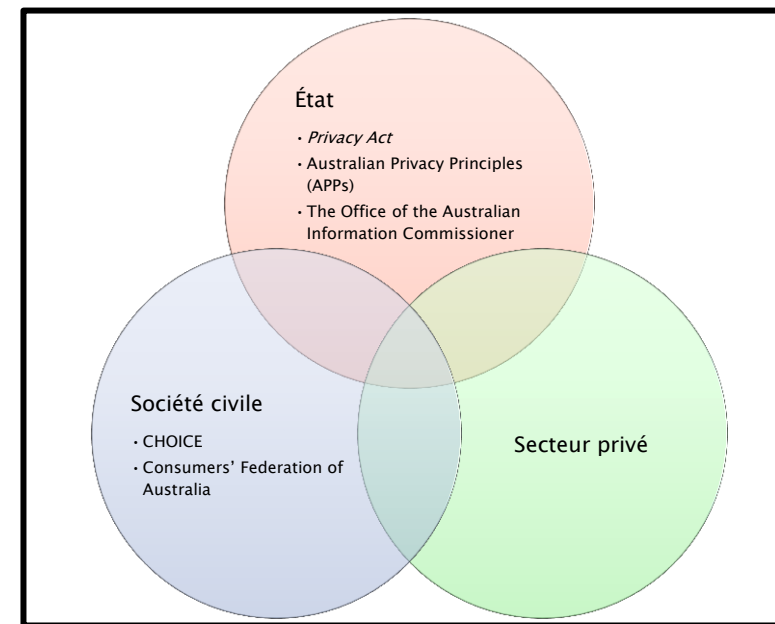 État
• Privacy Act
• Australian Privacy Principles
(APPs)
• The Office of the Australian
Information Commissioner
Société civile
• CHOICE
• Consumers’ Federation of
Australia
Secteur privé